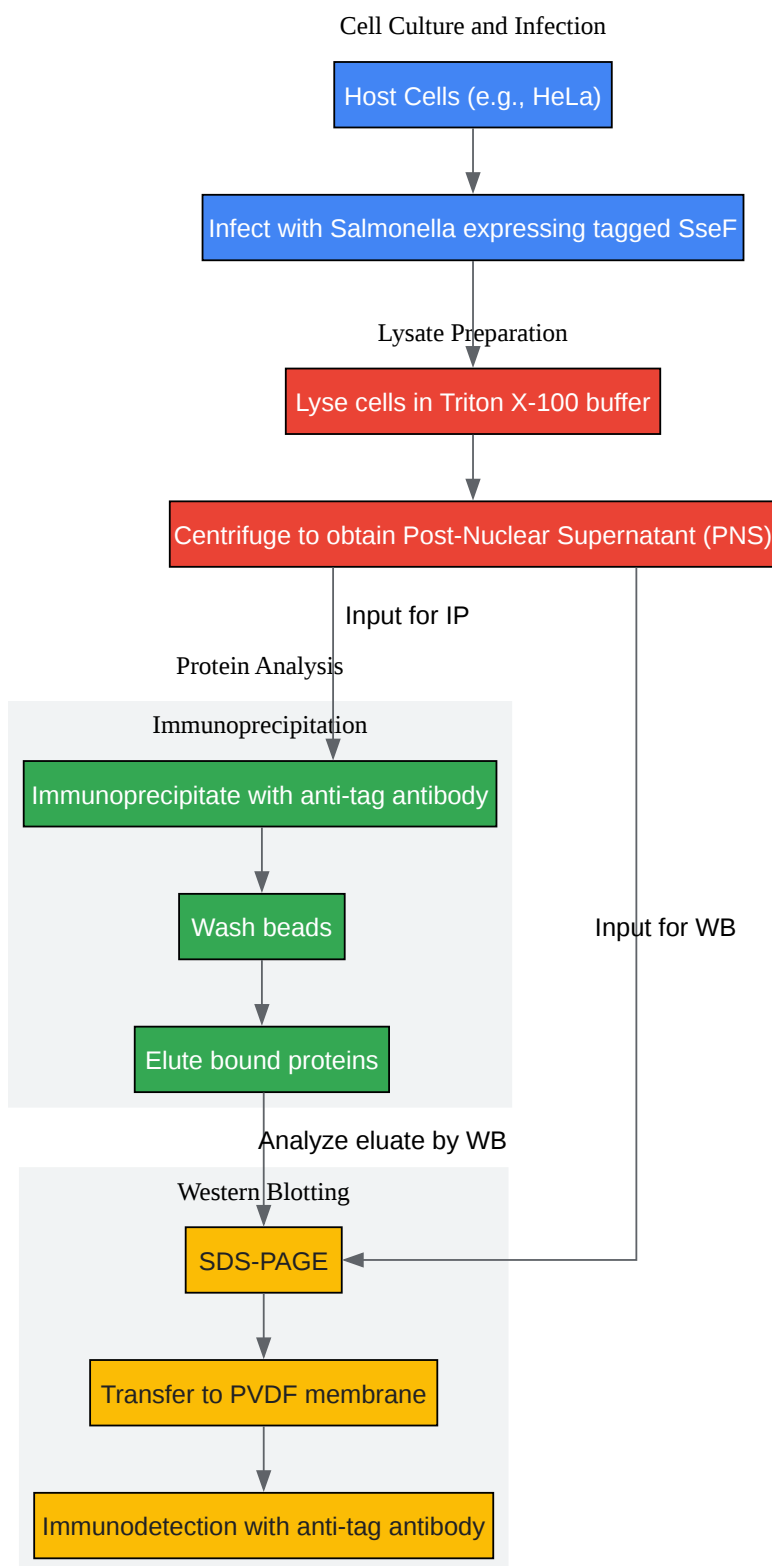 Cell Culture and Infection
Host Cells (e.g., HeLa)
Infect with Salmonella expressing tagged SseF
Lysate Preparation
Lyse cells in Triton X-100 buffer
Centrifuge to obtain Post-Nuclear Supernatant (PNS)
Input for IP
Protein Analysis
Immunoprecipitation
Immunoprecipitate with anti-tag antibody
Wash beads
Input for WB
Elute bound proteins
Analyze eluate by WB
Western Blotting
SDS-PAGE
Transfer to PVDF membrane
Immunodetection with anti-tag antibody